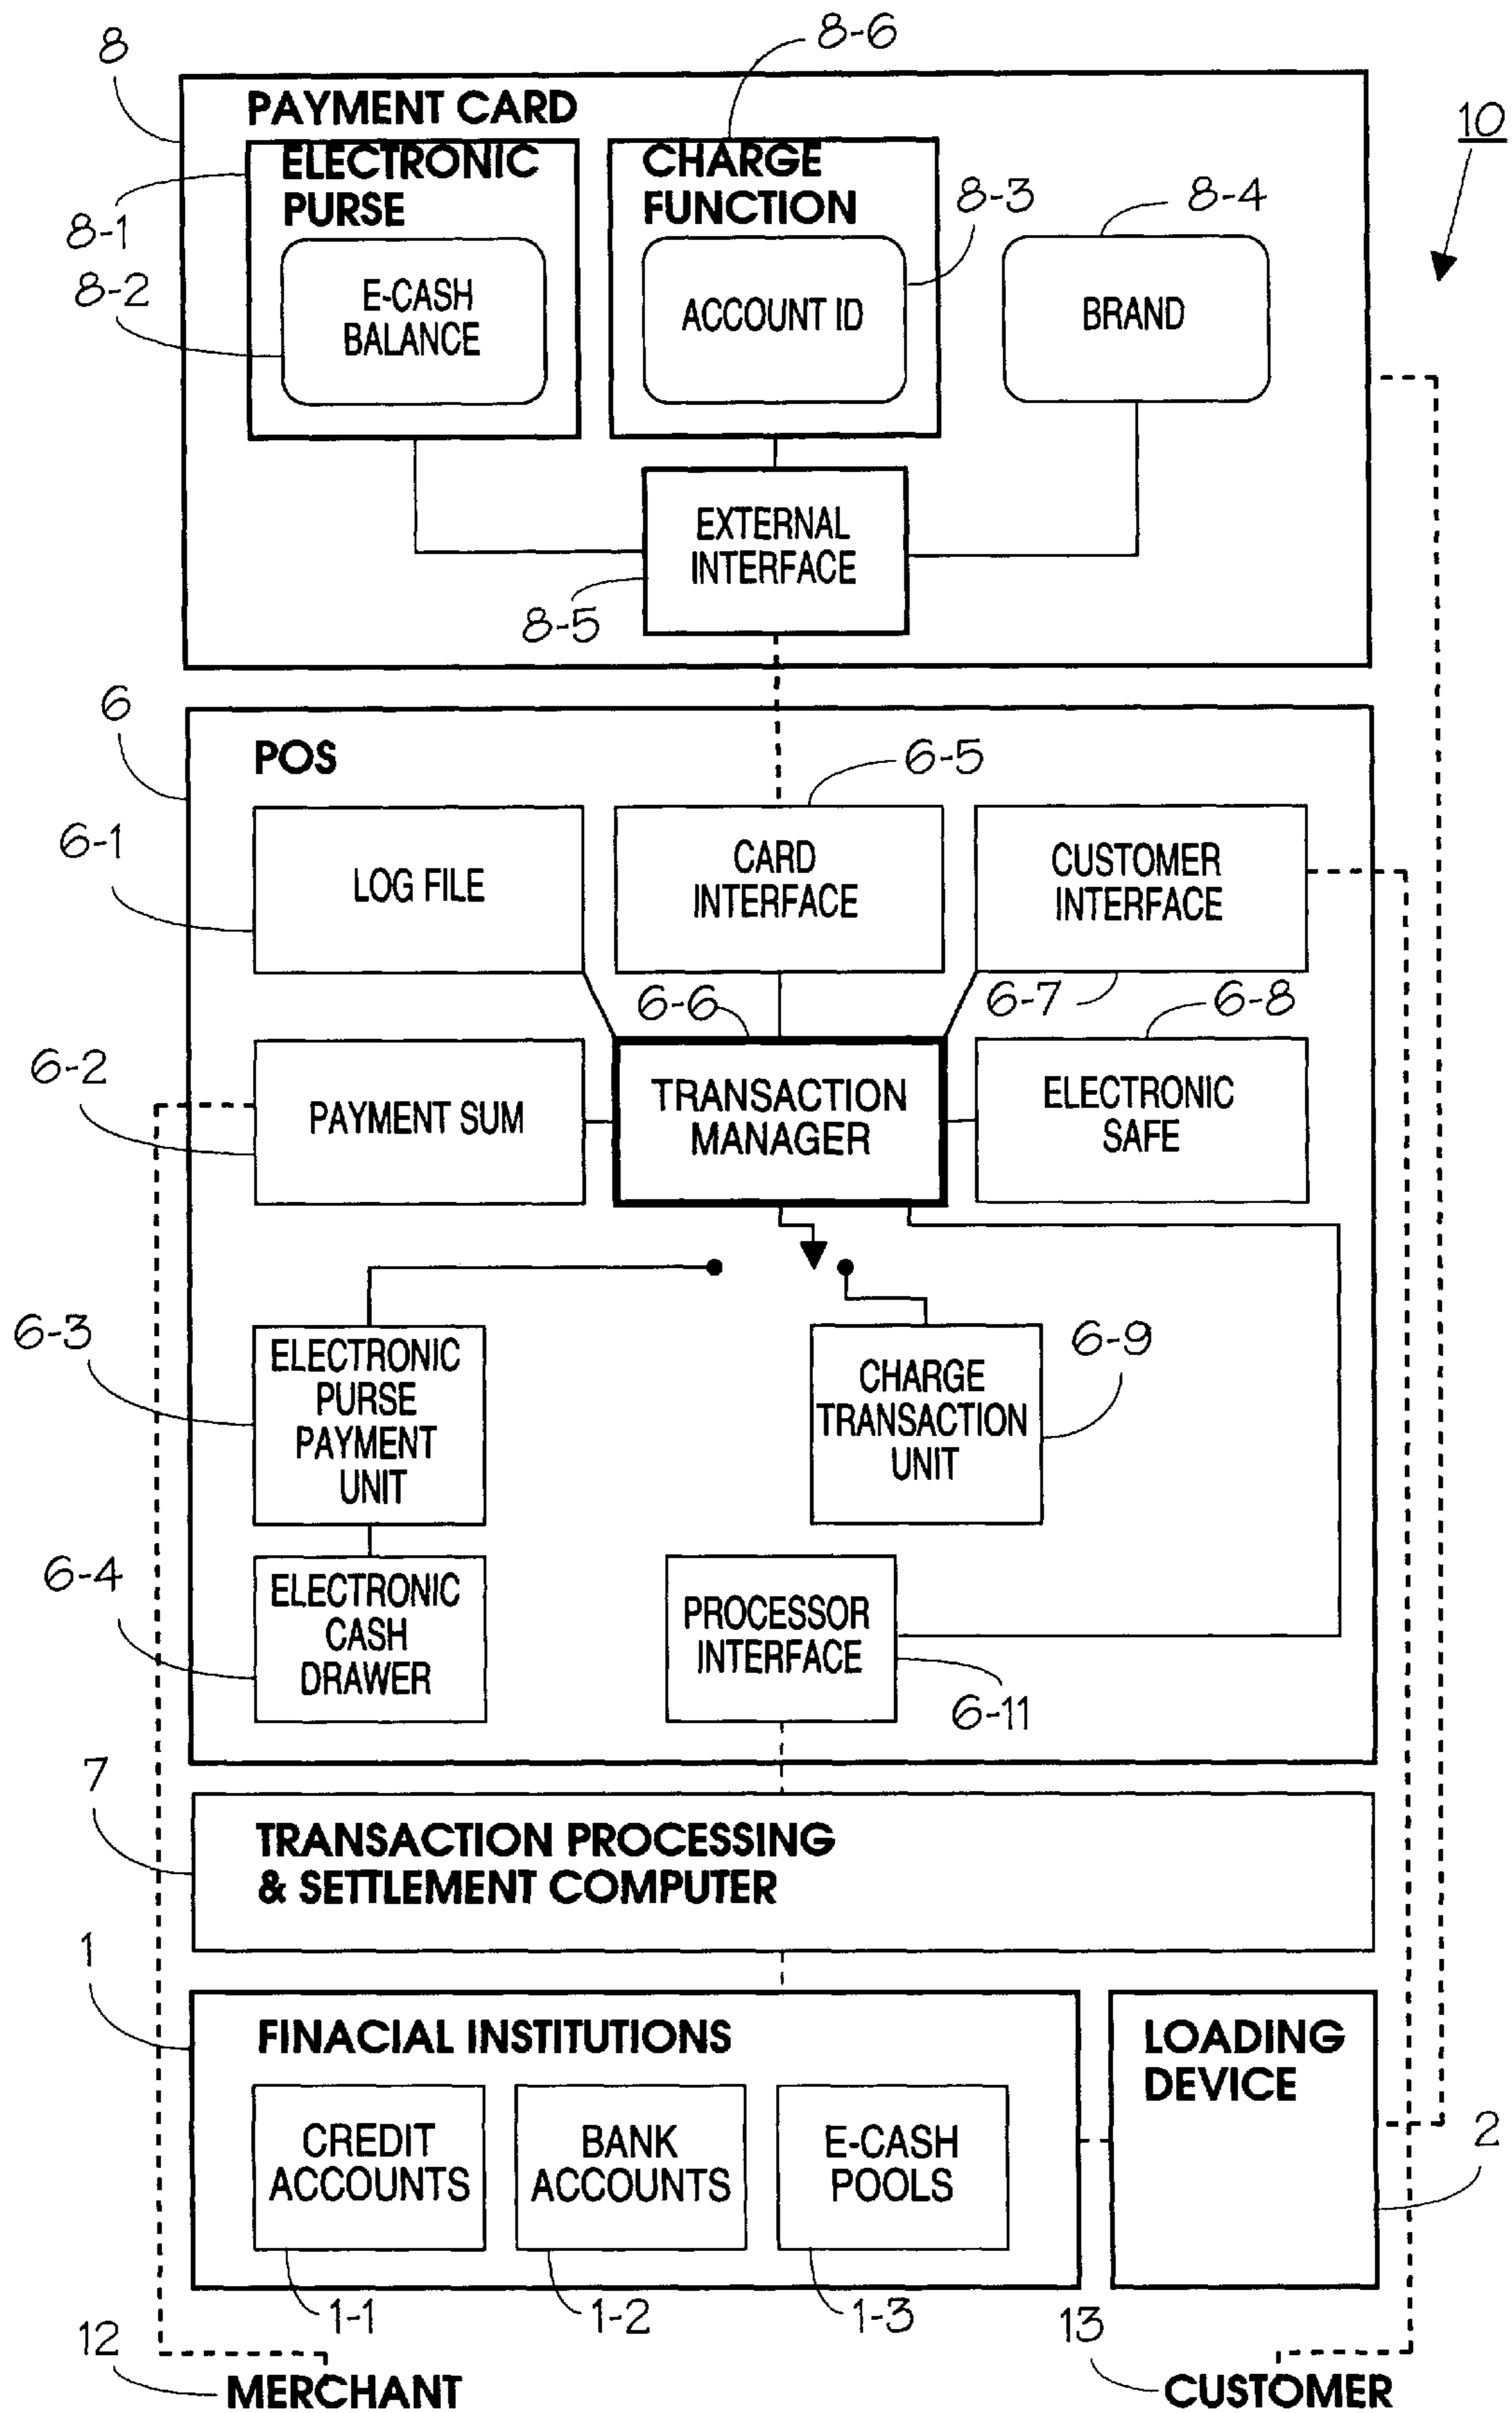 8-6
8
PAYMENT CARD
10
ELECTRONIC
PURSE
CHARGE
FUNCTION
8-3
8-4
8-1
8-2
E-CASH
BALANCE
ACCOUNT ID
BRAND
EXTERNAL
INTERFACE
8-5
6
POS
6-5
6-1
LOG FILE
CARD
INTERFACE
CUSTOMER
INTERFACE
6-6
6-7
6-8
6-2
PAYMENT SUM
TRANSACTION
MANAGER
ELECTRONIC
SAFE
6-3
ELECTRONIC
PURSE
PAYMENT
UNIT
CHARGE
TRANSACTION
UNIT
6-9
6-4
ELECTRONIC
CASH
DRAWER
PROCESSOR
INTERFACE
6-11
7
TRANSACTION PROCESSING
& SETTLEMENT COMPUTER
1
FINACIAL INSTITUTIONS
LOADING
DEVICE
CREDIT
ACCOUNTS
BANK
ACCOUNTS
E-CASH
POOLS
2
1-1
1-2
1-3
12
MERCHANT
13
CUSTOMER